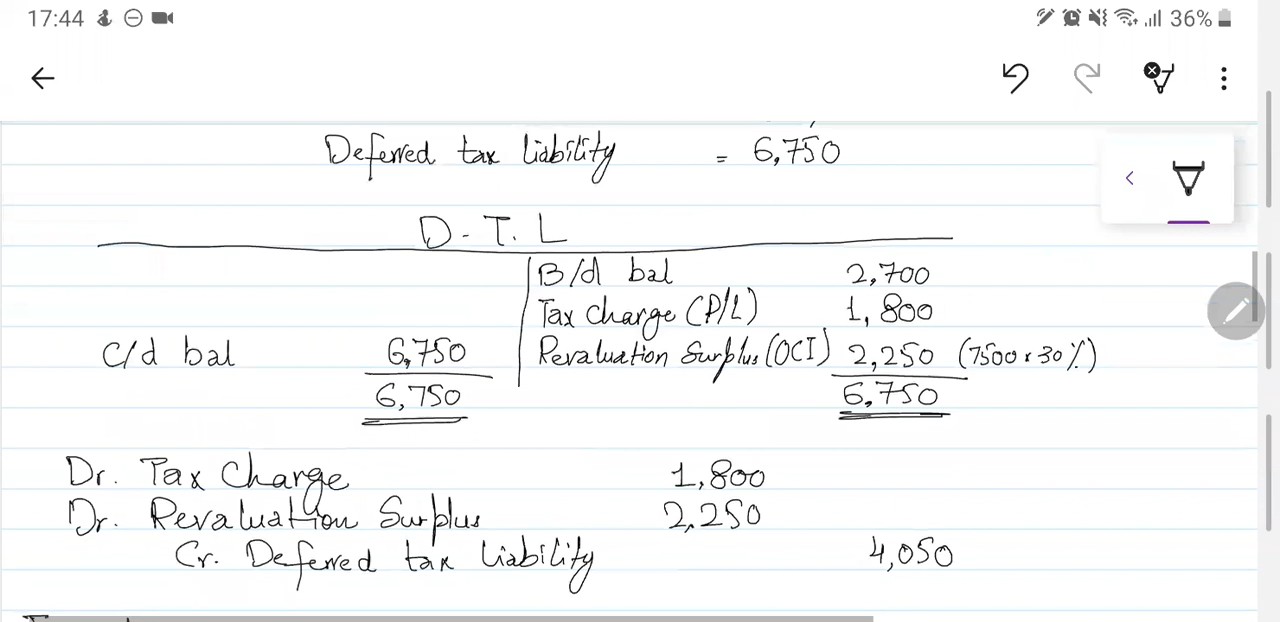 17:44 36%
Deferred tax liability = 6,750
D-T.L
B/d bal 2,700
Tax charge (P/L) 1,800
C/d bal 6,750 Revaluation Surplus (OCI) 2,250 (7500 x 30%)
6,750 6,750
Dr. Tax Charge 1,800
Dr. Revaluation Surplus 2,250
Cr. Deferred tax liability 4,050